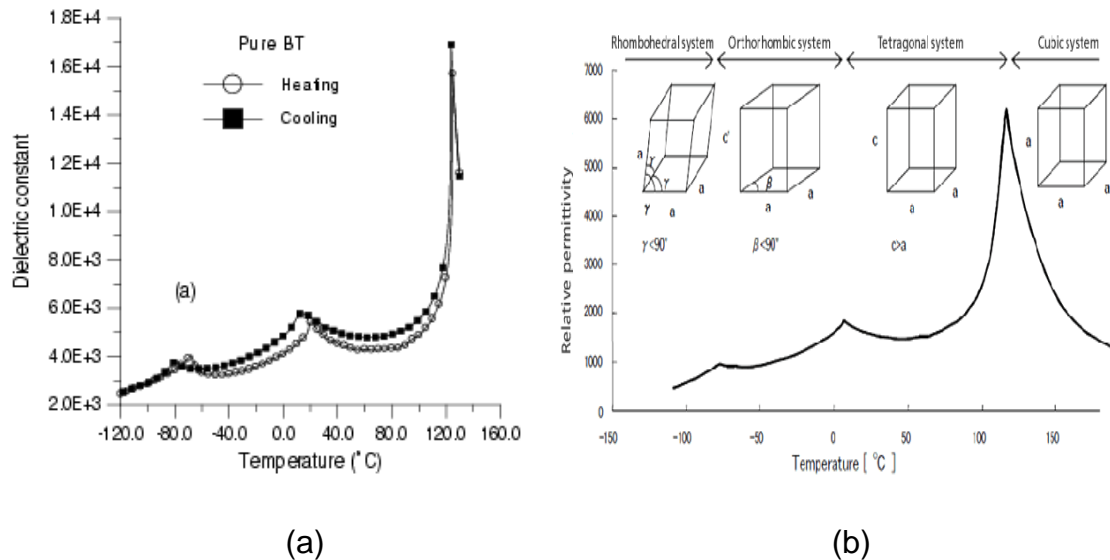 1.8E+4
1.6E+4
1.4E+4
1.2E+4
1.0E+4
8.0E+3
6.0E+3
4.0E+3
2.0E+3
Dielectric constant
Pure BT
Heating
Cooling
(a)
-120.0 -80.0 -40.0 0.0 40.0 80.0 120.0 160.0
Temperature (°C)
(a)
Rhombohedral system Orthorhombic system Tetragonal system Cubic system
7000
6000
5000
4000
3000
2000
1000
0
Relative permittivity
a γ γ γ a a
γ<90°
c' β a a
β<90°
c a a
c>a
a a a
-150 -100 -50 0 50 100 150
Temperature [ °C]
(b)